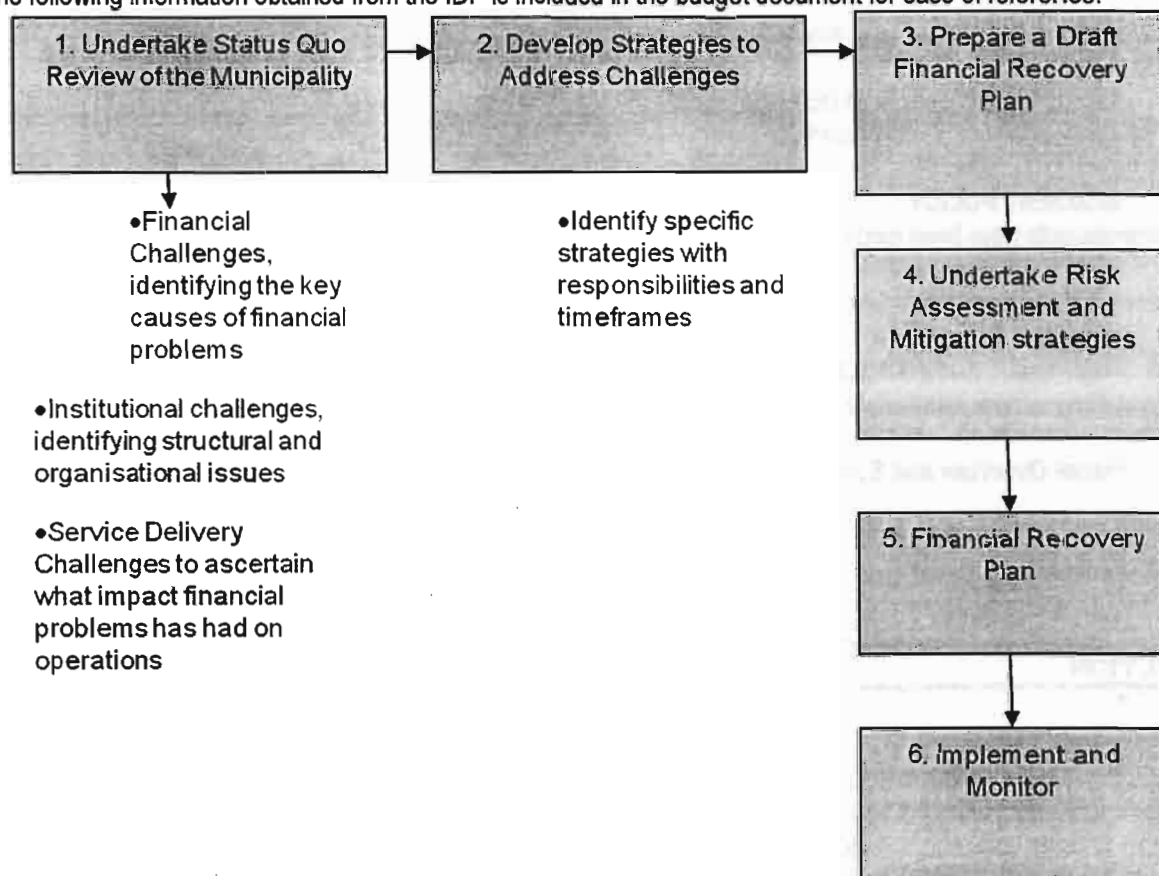 following information obtained from the IDP is included in the budget document for ease of reference.
1. Undertake Status Quo
Review of the Municipality
2. Develop Strategies to
Address Challenges
3. Prepare a Draft
Financial Recovery
Plan
•Financial
Challenges,
identifying the key
causes of financial
problems
•Institutional challenges,
identifying structural and
organisational issues
•Service Delivery
Challenges to ascertain
what impact financial
problems has had on
operations
•Identify specific
strategies with
responsibilities and
timeframes
4. Undertake Risk
Assessment and
Mitigation strategies
5. Financial Recovery
Plan
6. Implement and
Monitor